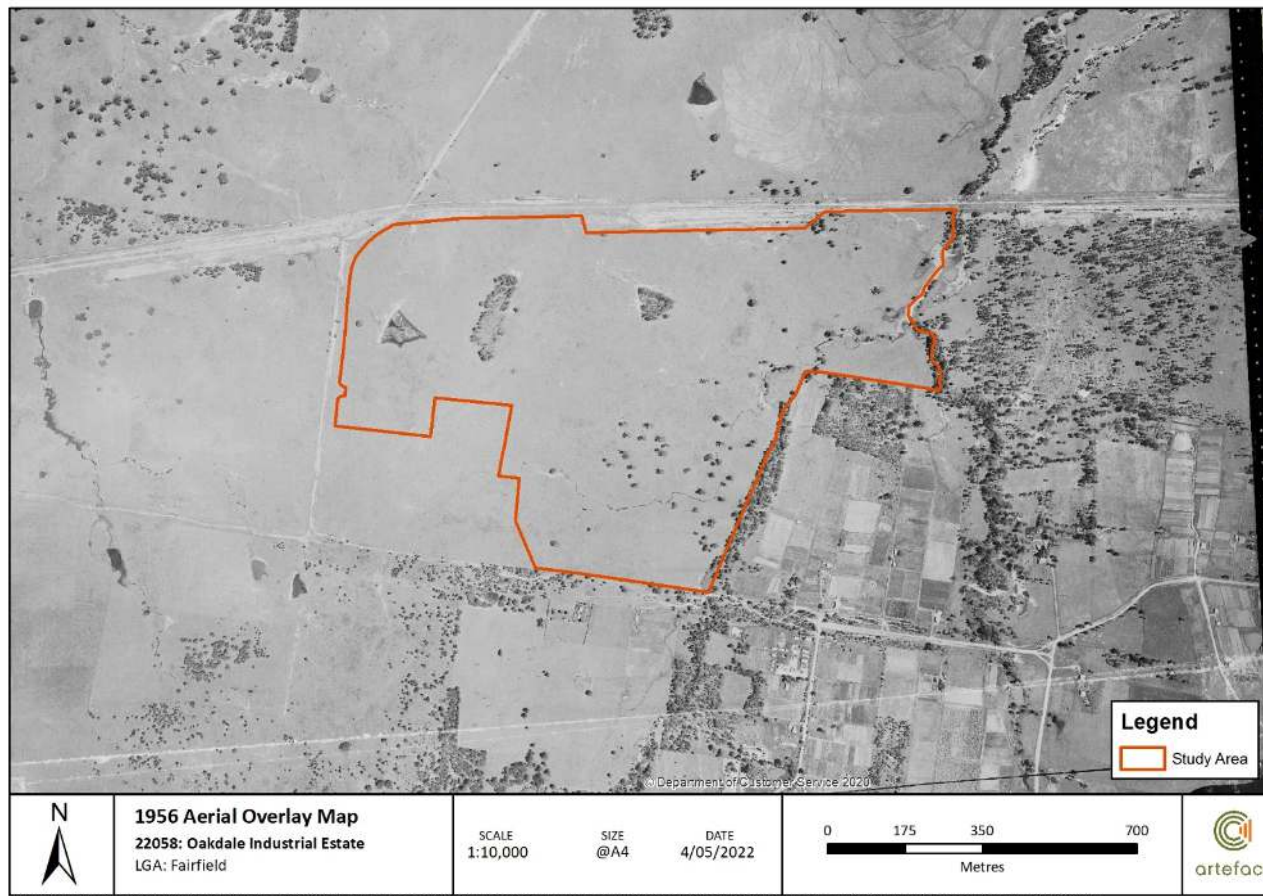 © Department of Customer Service 2020
Legend
Study Area
N
1956 Aerial Overlay Map
22058: Oakdale Industrial Estate
LGA: Fairfield
SCALE
1:10,000
SIZE
@A4
DATE
4/05/2022
0 175 350 700
Metres
artefac